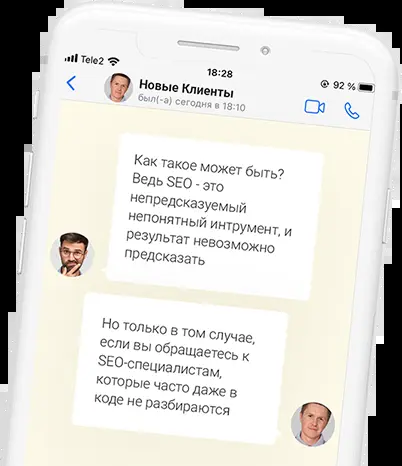 Tele2
18:28
92 %
Новые Клиенты
был(-а) сегодня в 18:10
Как такое может быть?
Ведь SEO - это
непредсказуемый
непонятный интрумент, и
результат невозможно
предсказать
Но только в том случае,
если вы обращаетесь к
SEO-специалистам,
которые часто даже в
коде не разбираются